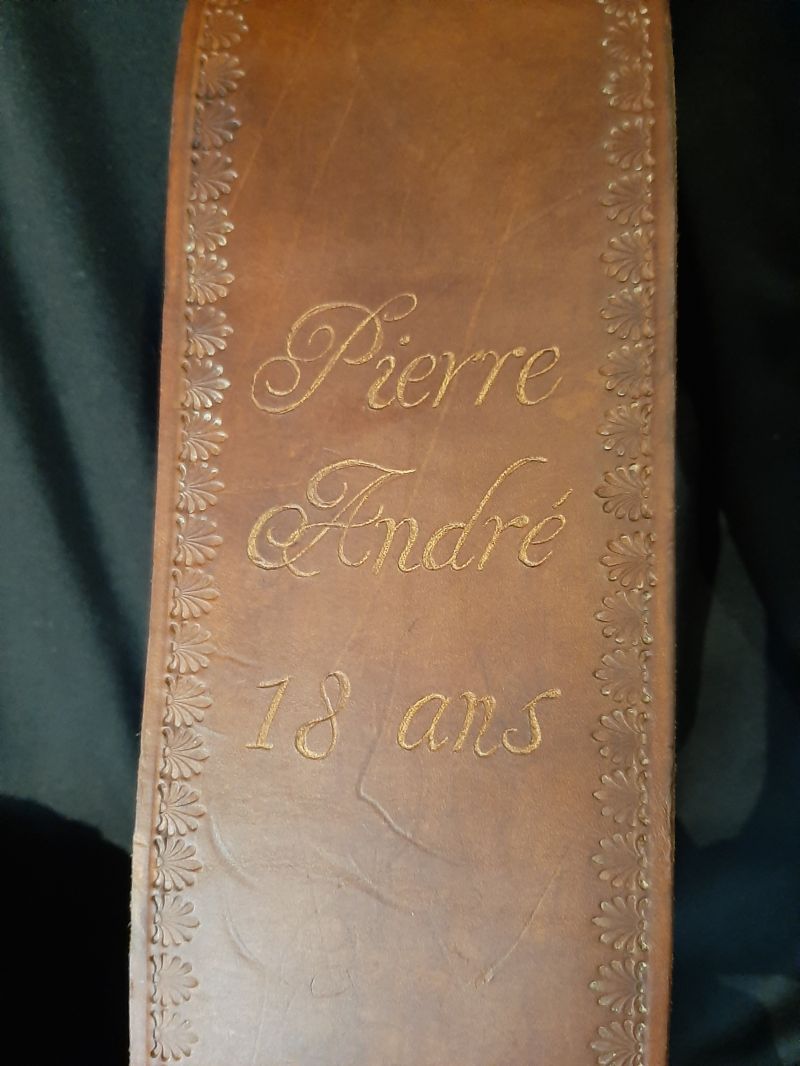 Pierre
André
18 ans